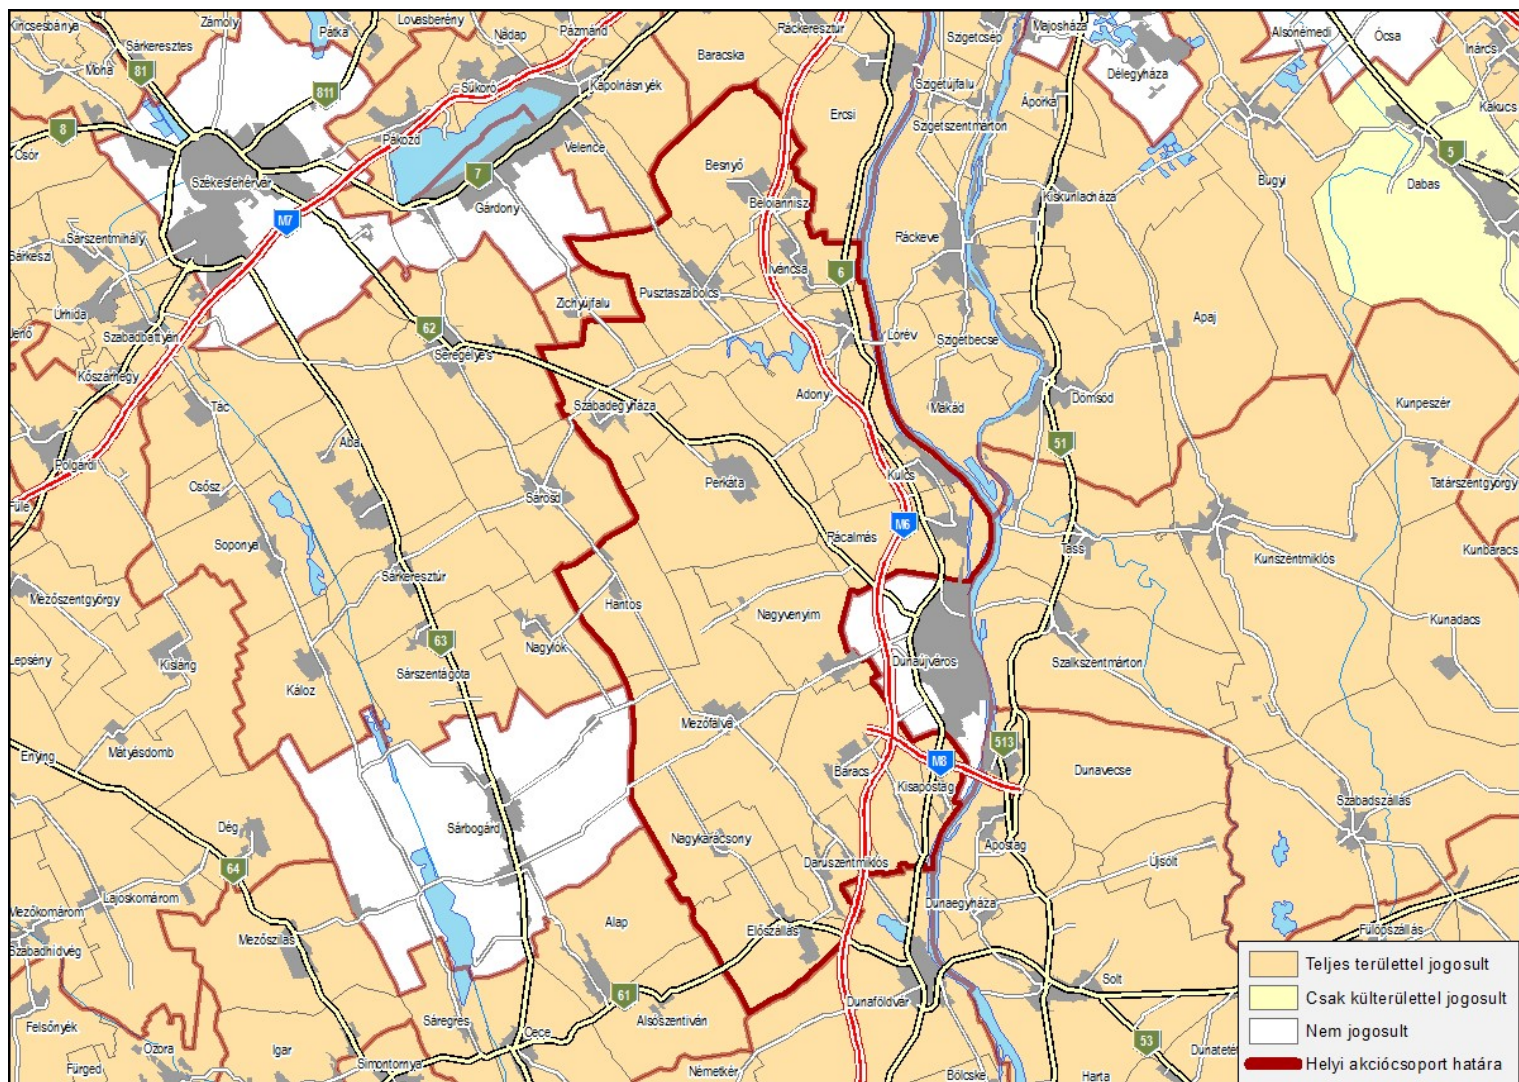 Kincsesbánya
Zámoly
Lovasberény
Pátka
Nádap
Pázmánd
Ráckeresztúr
Szigetcsép
Majosháza
Alsónémedi
Ócsa
Inárcs
Sárkeresztes
Moha
Baracska
81
811
Sukoró
Kápolnásnyék
Szigetújfalu
Délegyháza
Áporka
Kakucs
Ercsi
8
Csór
Pákozd
Velence
Szigetszentmárton
5
Besnyő
7
Bugyi
Dabas
Székesfehérvár
M7
Gárdony
Beloiannisz
Kiskunlacháza
Sárszentmihály
Sárkeszi
Ráckeve
Iváncsa
6
Pusztaszabolcs
Zichyújfalu
Úrhida
Jenő
Szabadbattyán
62
Seregélyes
Lórév
Szigetbecse
Apaj
Kőszárhegy
Tác
Szabadegyháza
Adony
Makád
Dömsöd
Kunpeszér
Aba
51
Polgárdi
Csősz
Sárosd
Perkáta
Kulcs
Tatárszentgyörgy
Füle
M6
Soponya
Rácalmás
Tass
Kunszentmiklós
Kunbaracs
Sárkeresztúr
Mezőszentgyörgy
Hantos
Nagyvenyim
Kunadacs
63
Nagylók
Lepsény
Kisláng
Káloz
Sárszentágota
Dunaújváros
Szalkszentmárton
Mezőfalva
Mátyásdomb
Enying
513
M8
Baracs
Dunavecse
Kisapostag
Szabadszállás
Dég
Sárbogárd
Nagykarácsony
Apostag
64
Daruszentmiklós
Újsolt
Lajoskomárom
Mezőkomárom
Dunaegyháza
Alap
Előszállás
Mezőszilas
Szabadhídvég
Fülöpszállás
Solt
61
Dunaföldvár
Felsőnyék
Sáregres
Cece
Alsószentiván
53
Ozora
Igar
Simontornya
Fürged
Németkér
Bölcske
Harta
Dunatetét
Teljes területtel jogosult
Csak külterülettel jogosult
Nem jogosult
Helyi akciócsoport határa